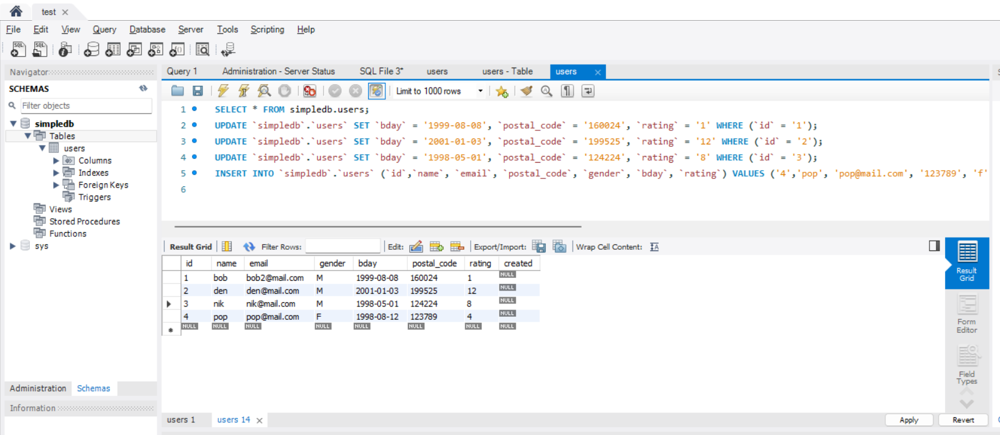 test
File Edit View Query Database Server Tools Scripting Help
Navigator
SCHEMAS
Filter objects
simpledb
Tables
users
Columns
Indexes
Foreign Keys
Triggers
Views
Stored Procedures
Functions
sys
Administration Schemas
Information
Query 1 Administration - Server Status SQL File 3* users users - Table users
Limit to 1000 rows
1 SELECT * FROM simpledb.users;
2 UPDATE `simpledb`.`users` SET `bday` = '1999-08-08', `postal_code` = '160024', `rating` = '1' WHERE (`id` = '1');
3 UPDATE `simpledb`.`users` SET `bday` = '2001-01-03', `postal_code` = '199525', `rating` = '12' WHERE (`id` = '2');
4 UPDATE `simpledb`.`users` SET `bday` = '1998-05-01', `postal_code` = '124224', `rating` = '8' WHERE (`id` = '3');
5 INSERT INTO `simpledb`.`users` (`id`,`name`, `email`, `postal_code`, `gender`, `bday`, `rating`) VALUES ('4','pop', 'pop@mail.com', '123789', 'f'
6
Result Grid Filter Rows: Edit: Export/Import: Wrap Cell Content: IA
id name email gender bday postal_code rating created
1 bob bob2@mail.com M 1999-08-08 160024 1 NULL
2 den den@mail.com M 2001-01-03 199525 12 NULL
3 nik nik@mail.com M 1998-05-01 124224 8 NULL
4 pop pop@mail.com F 1998-08-12 123789 4 NULL
NULL NULL NULL NULL NULL NULL NULL NULL
Result
Grid
Form
Editor
Field
Types
users 1 users 14
Apply Revert